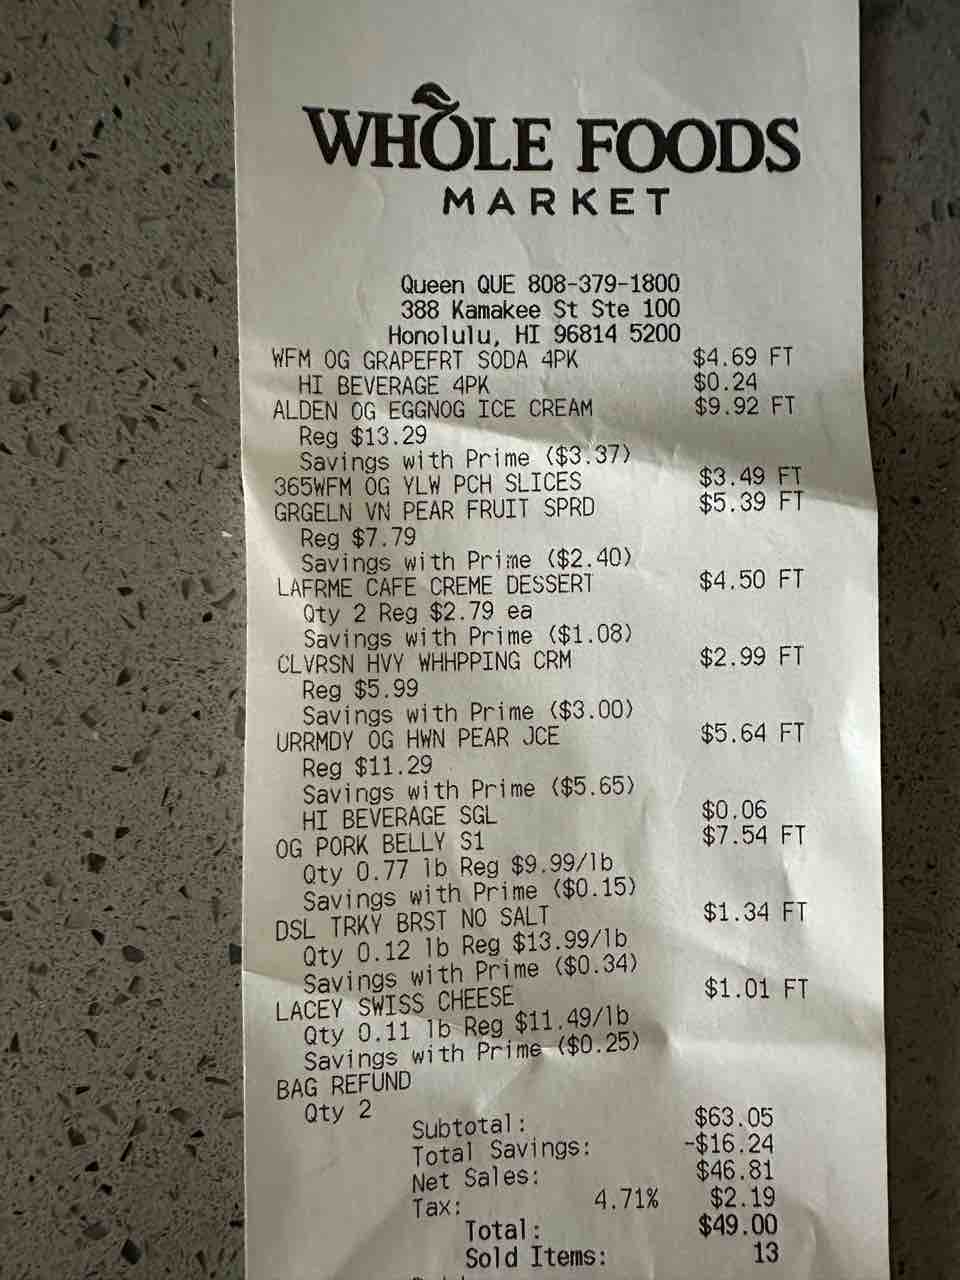 WHOLE FOODS
MARKET
Queen QUE 808-379-1800
388 Kamakee St Ste 100
Honolulu, HI 96814 5200
WFM OG GRAPEFRT SODA 4PK $4.69 FT
HI BEVERAGE 4PK $0.24
ALDEN OG EGGNOG ICE CREAM $9.92 FT
Reg $13.29
Savings with Prime ($3.37)
365WFM OG YLW PCH SLICES $3.49 FT
GRGELN VN PEAR FRUIT SPRD $5.39 FT
Reg $7.79
Savings with Prime ($2.40)
LAFRME CAFE CREME DESSERT $4.50 FT
Qty 2 Reg $2.79 ea
Savings with Prime ($1.08)
CLVRSN HVY WHHPPING CRM $2.99 FT
Reg $5.99
Savings with Prime ($3.00)
URRMDY OG HWN PEAR JCE $5.64 FT
Reg $11.29
Savings with Prime ($5.65)
HI BEVERAGE SGL $0.06
OG PORK BELLY S1 $7.54 FT
Qty 0.77 lb Reg $9.99/lb
Savings with Prime ($0.15)
DSL TRKY BRST NO SALT $1.34 FT
Qty 0.12 lb Reg $13.99/lb
Savings with Prime ($0.34)
LACEY SWISS CHEESE $1.01 FT
Qty 0.11 lb Reg $11.49/lb
Savings with Prime ($0.25)
BAG REFUND
Qty 2
Subtotal: $63.05
Total Savings: -$16.24
Net Sales: $46.81
Tax: 4.71% $2.19
Total: $49.00
Sold Items: 13